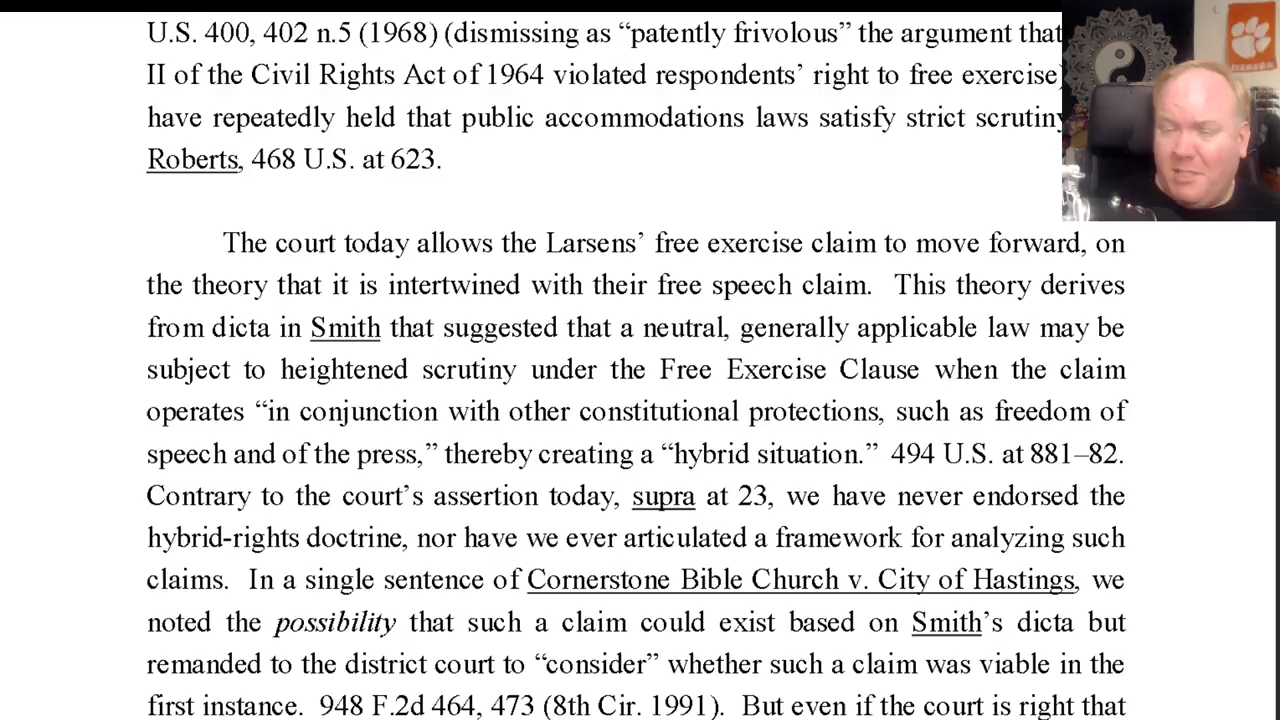 U.S. 400, 402 n.5 (1968) (dismissing as “patently frivolous” the argument that
II of the Civil Rights Act of 1964 violated respondents’ right to free exercise)
have repeatedly held that public accommodations laws satisfy strict scrutiny
Roberts, 468 U.S. at 623.
The court today allows the Larsens’ free exercise claim to move forward, on
the theory that it is intertwined with their free speech claim. This theory derives
from dicta in Smith that suggested that a neutral, generally applicable law may be
subject to heightened scrutiny under the Free Exercise Clause when the claim
operates “in conjunction with other constitutional protections, such as freedom of
speech and of the press,” thereby creating a “hybrid situation.” 494 U.S. at 881–82.
Contrary to the court’s assertion today, supra at 23, we have never endorsed the
hybrid-rights doctrine, nor have we ever articulated a framework for analyzing such
claims. In a single sentence of Cornerstone Bible Church v. City of Hastings, we
noted the possibility that such a claim could exist based on Smith’s dicta but
remanded to the district court to “consider” whether such a claim was viable in the
first instance. 948 F.2d 464, 473 (8th Cir. 1991). But even if the court is right that